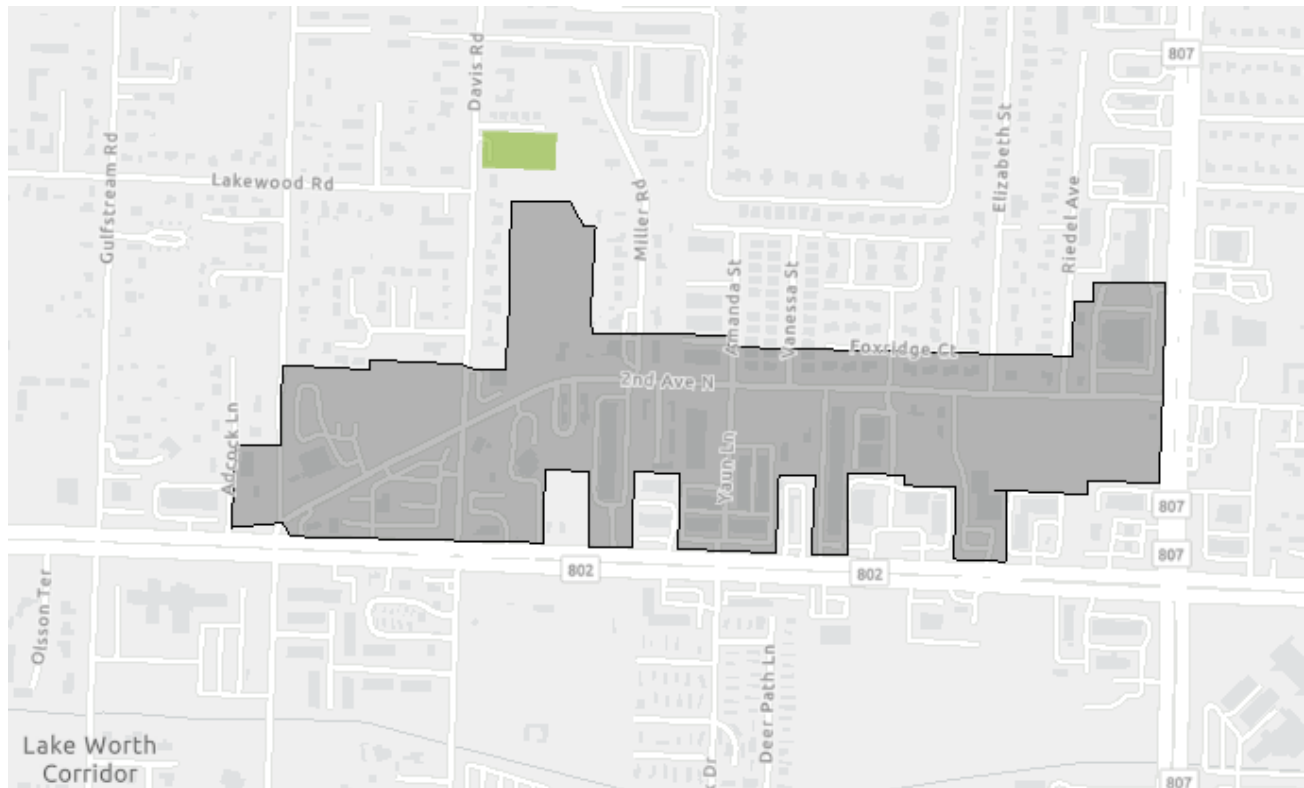 Davis Rd
807
Gulfstream Rd
Lakewood Rd
Miller Rd
Elizabeth St
Riedel Ave
Amanda St
Vanessa St
Foxridge Ct
2nd Ave N
Adcock Ln
Yaun Ln
807
807
802
802
Olsson Ter
Deer Path Ln
Lake Worth
Corridor
Dr
807